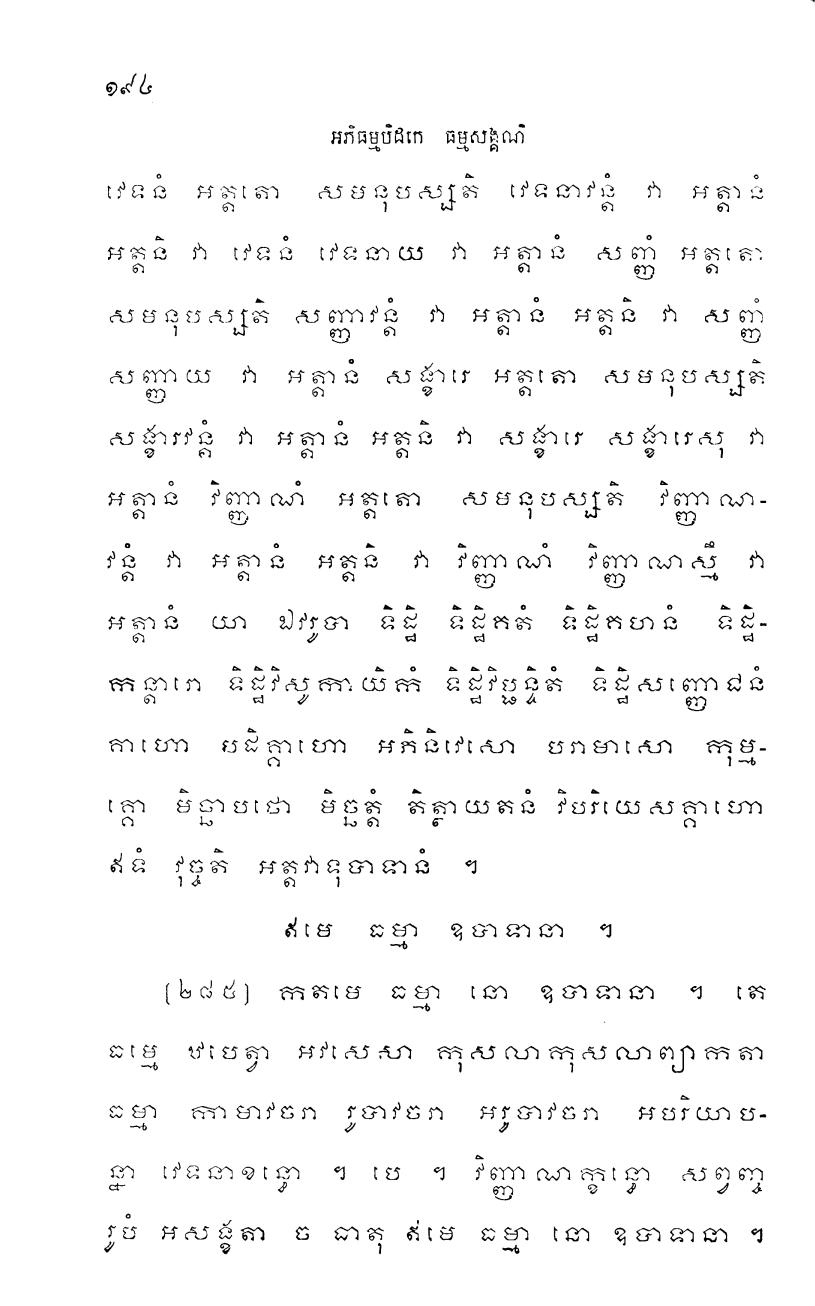 ១៩៤
អភិធម្មបិដកេ ធម្មសង្គណិ
វេទនំ អត្តតោ សមនុបស្សតិ វេទនាវន្តំ វា អត្តានំ
អត្តនិ វា វេទនំ វេទនាយ វា អត្តានំ សញ្ញំ អត្តតោ
សមនុបស្សតិ សញ្ញាវន្តំ វា អត្តានំ អត្តនិ វា សញ្ញំ
សញ្ញាយ វា អត្តានំ សង្ខារេ អត្តតោ សមនុបស្សតិ
សង្ខារវន្តំ វា អត្តានំ អត្តនិ វា សង្ខារេ សង្ខារេសុ វា
អត្តានំ វិញ្ញាណំ អត្តតោ សមនុបស្សតិ វិញ្ញាណ-
វន្តំ វា អត្តានំ អត្តនិ វា វិញ្ញាណំ វិញ្ញាណស្មឹ វា
អត្តានំ យា ឯវរូបា ទិដ្ឋិ ទិដ្ឋិគតំ ទិដ្ឋិគហនំ ទិដ្ឋិ-
កន្តារោ ទិដ្ឋិវិសូកាយិកំ ទិដ្ឋិវិប្ផន្ទិតំ ទិដ្ឋិសញ្ញោជនំ
គាហោ បដិគ្គាហោ អភិនិវេសោ បរាមាសោ កុម្ម-
គ្គោ មិច្ឆាបថោ មិច្ឆត្តំ តិត្ថាយតនំ វិបរិយេសគ្គាហោ
ឥទំ វុច្ចតិ អត្តវាទុបាទានំ ។
ឥមេ ធម្មា ឧបាទានា ។
[២៨៥] កតមេ ធម្មា នោ ឧបាទានា ។ តេ
ធម្មេ ឋបេត្វា អវសេសា កុសលាកុសលាព្យាកតា
ធម្មា កាមាវចរា រូបាវចរា អរូបាវចរា អបរិយាប-
ន្នា វេទនាខន្ធោ ។ បេ ។ វិញ្ញាណក្ខន្ធោ សព្វញ្ច
រូបំ អសង្ខតា ច ធាតុ ឥមេ ធម្មា នោ ឧបាទានា ។